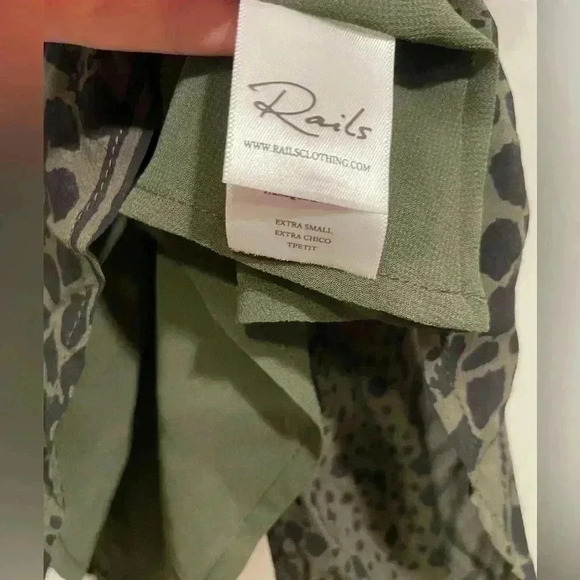 Rails
WWW.RAILSCLOTHING.COM
EXTRA SMALL
EXTRA CHICO
TPETIT